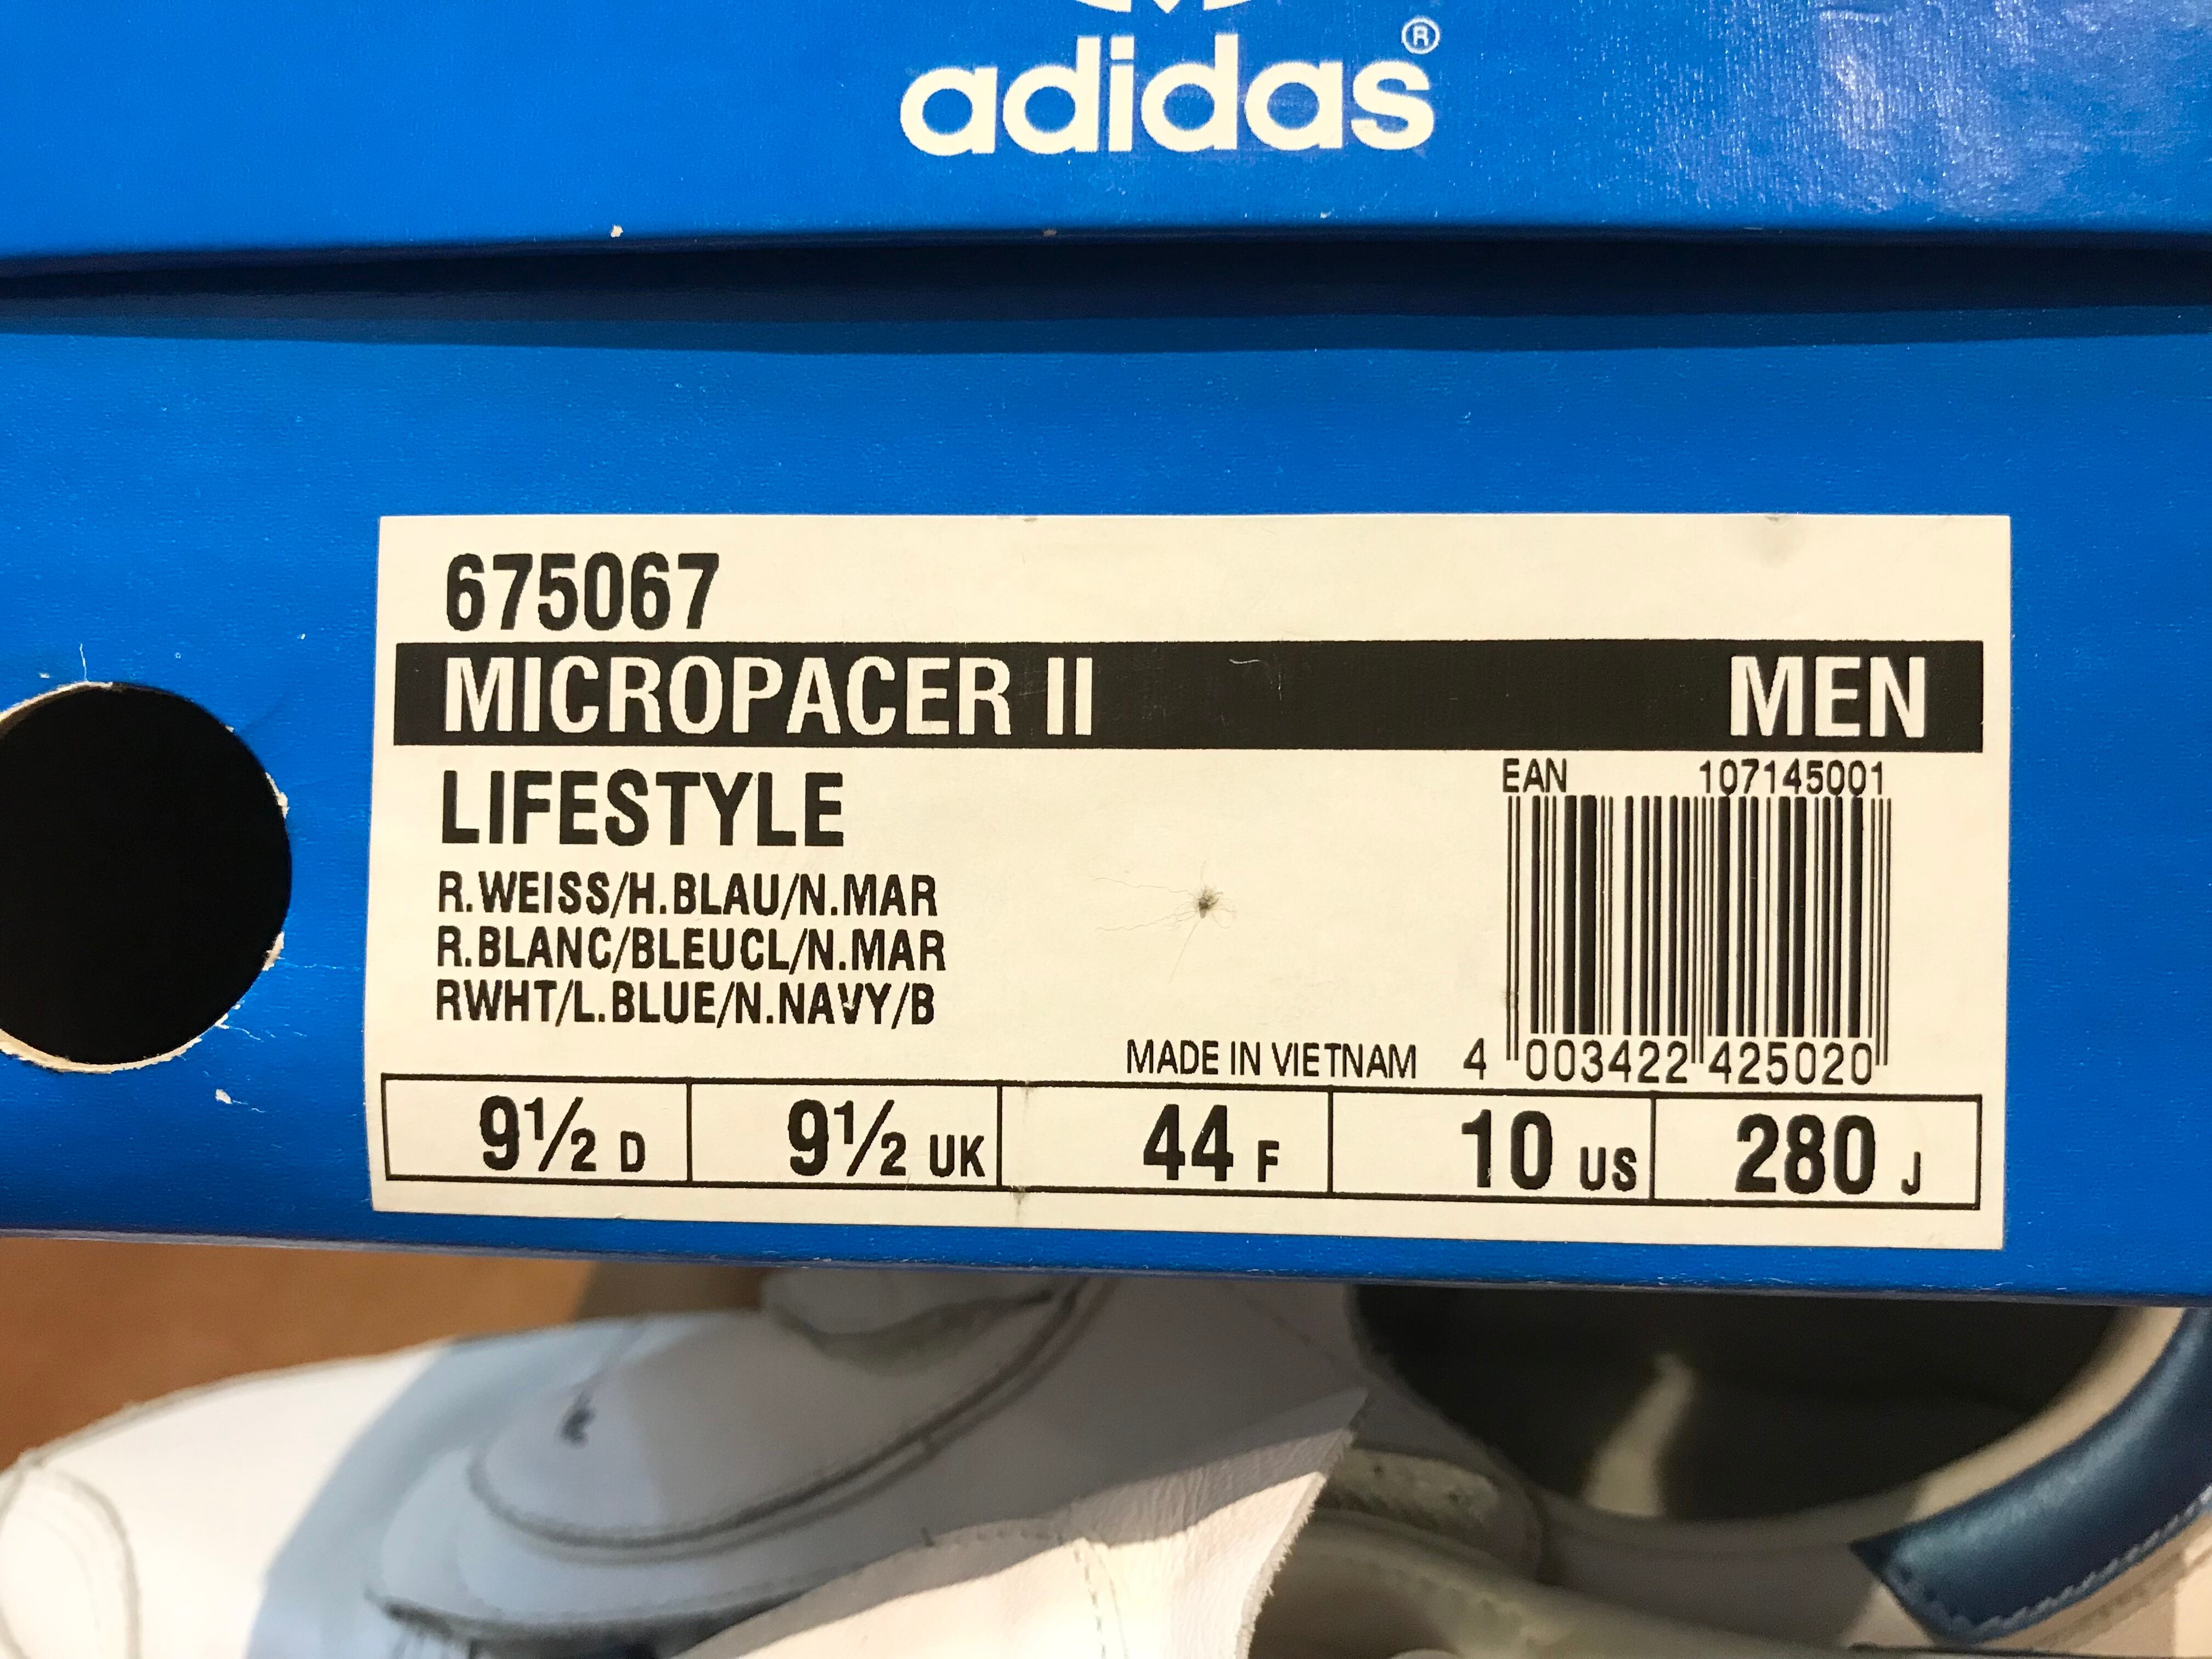 adidas®
675067
MICROPACER II MEN
LIFESTYLE
EAN 107145001
R.WEISS/H.BLAU/N.MAR
R.BLANC/BLEUCL/N.MAR
RWHT/L.BLUE/N.NAVY/B
MADE IN VIETNAM 4 003422 425020
9½ D 9½ UK 44 F 10 US 280 J